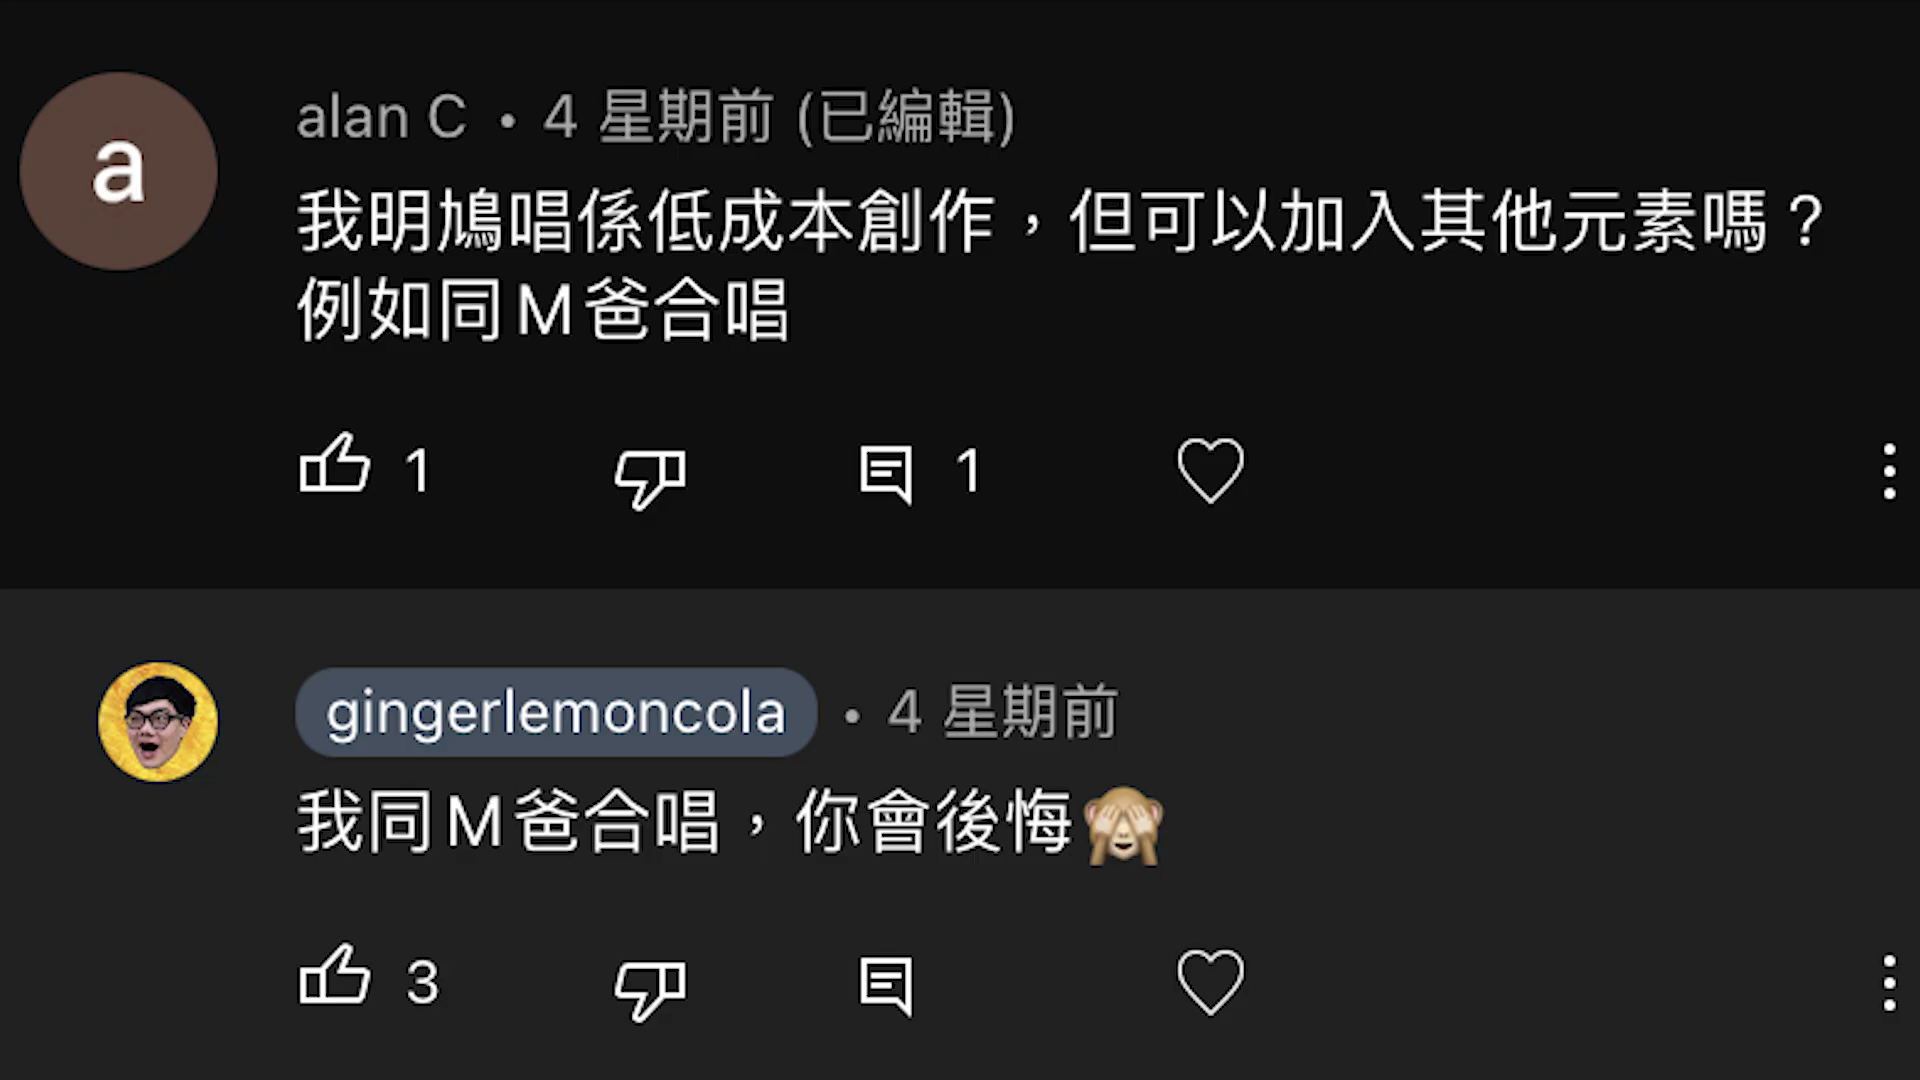 a
alan C • 4 星期前 (已編輯)
我明鳩唱係低成本創作，但可以加入其他元素嗎？
例如同M爸合唱
1
1
gingerlemoncola • 4 星期前
我同M爸合唱，你會後悔🙈
3